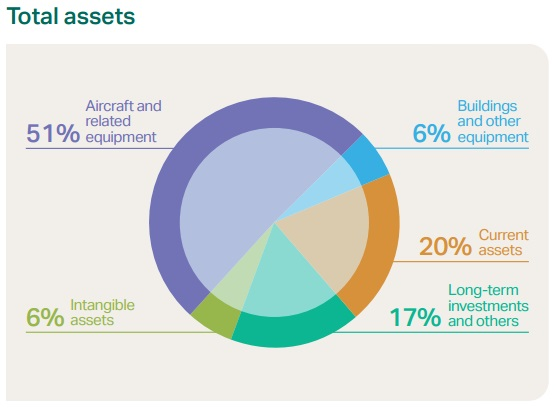 Total assets
51%
Aircraft and
related
equipment
6%
Buildings
and other
equipment
20%
Current
assets
17%
Long-term
investments
and others
6%
Intangible
assets